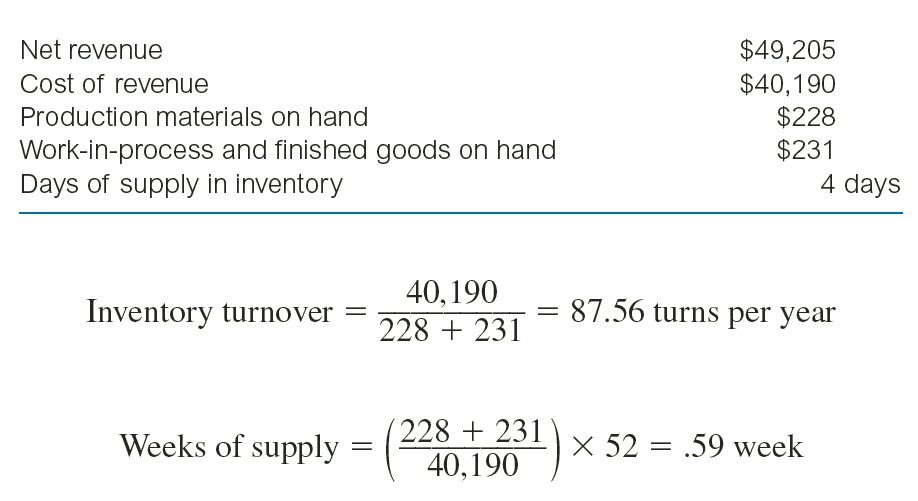 Net revenue $49,205
Cost of revenue $40,190
Production materials on hand $228
Work-in-process and finished goods on hand $231
Days of supply in inventory 4 days
Inventory turnover = 40,190 / 228 + 231 = 87.56 turns per year
Weeks of supply = (228 + 231 / 40,190) × 52 = .59 week